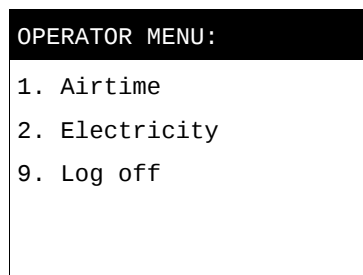 OPERATOR MENU:
1. Airtime
2. Electricity
9. Log off